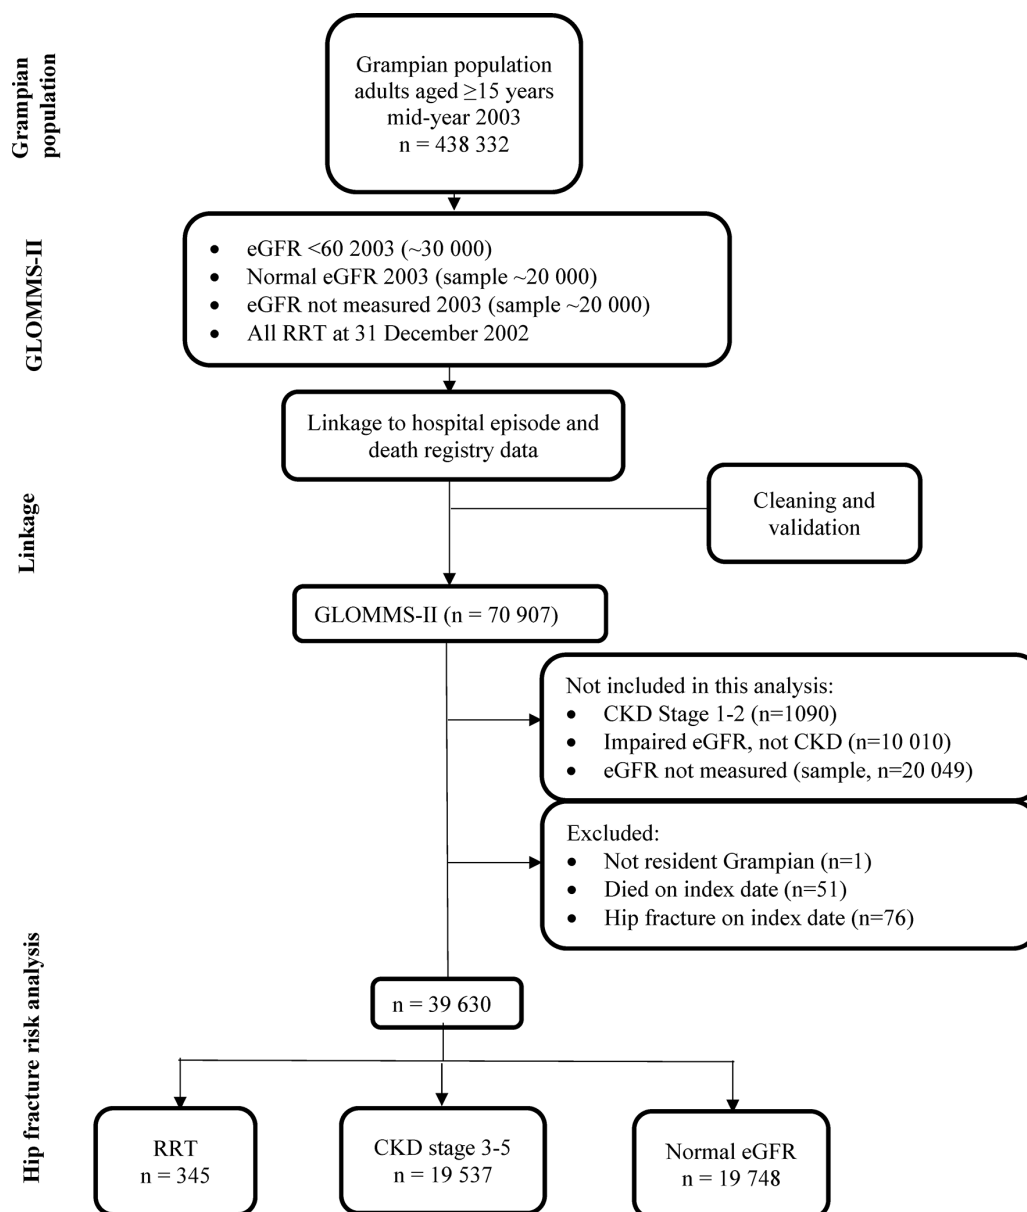 Grampian
population
Grampian population
adults aged ≥15 years
mid-year 2003
n = 438 332
GLOMMS-II
• eGFR <60 2003 (~30 000)
• Normal eGFR 2003 (sample ~20 000)
• eGFR not measured 2003 (sample ~20 000)
• All RRT at 31 December 2002
Linkage to hospital episode and
death registry data
Linkage
Cleaning and
validation
GLOMMS-II (n = 70 907)
Not included in this analysis:
• CKD Stage 1-2 (n=1090)
• Impaired eGFR, not CKD (n=10 010)
• eGFR not measured (sample, n=20 049)
Excluded:
• Not resident Grampian (n=1)
• Died on index date (n=51)
• Hip fracture on index date (n=76)
Hip fracture risk analysis
n = 39 630
RRT
n = 345
CKD stage 3-5
n = 19 537
Normal eGFR
n = 19 748